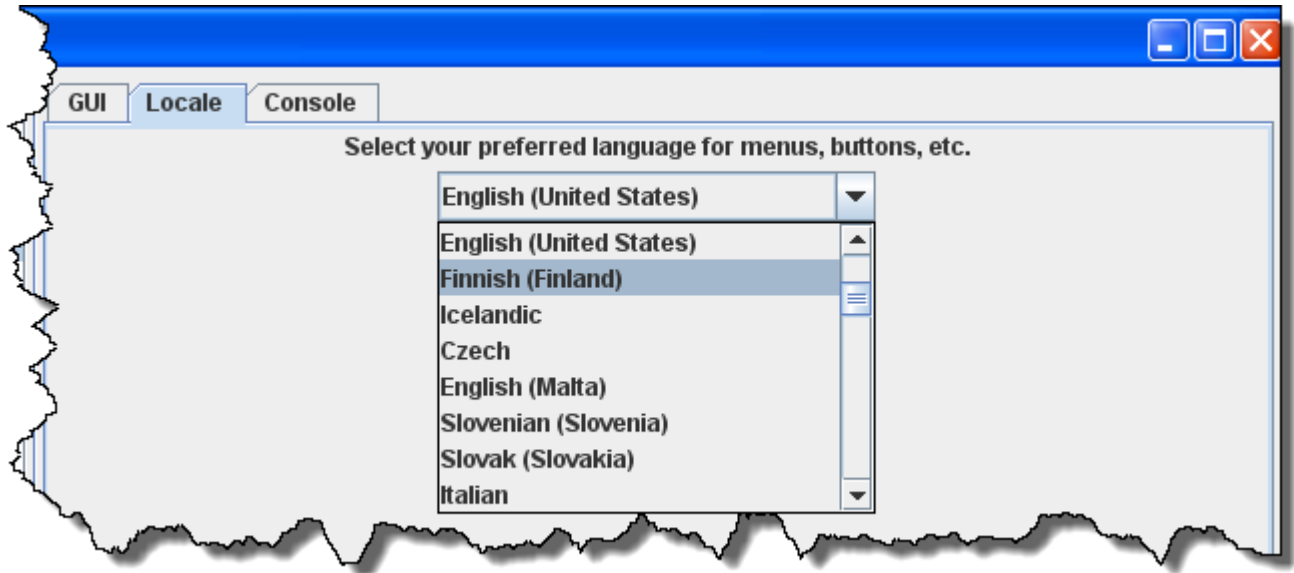 GUI Locale Console
Select your preferred language for menus, buttons, etc.
English (United States)
English (United States)
Finnish (Finland)
Icelandic
Czech
English (Malta)
Slovenian (Slovenia)
Slovak (Slovakia)
Italian